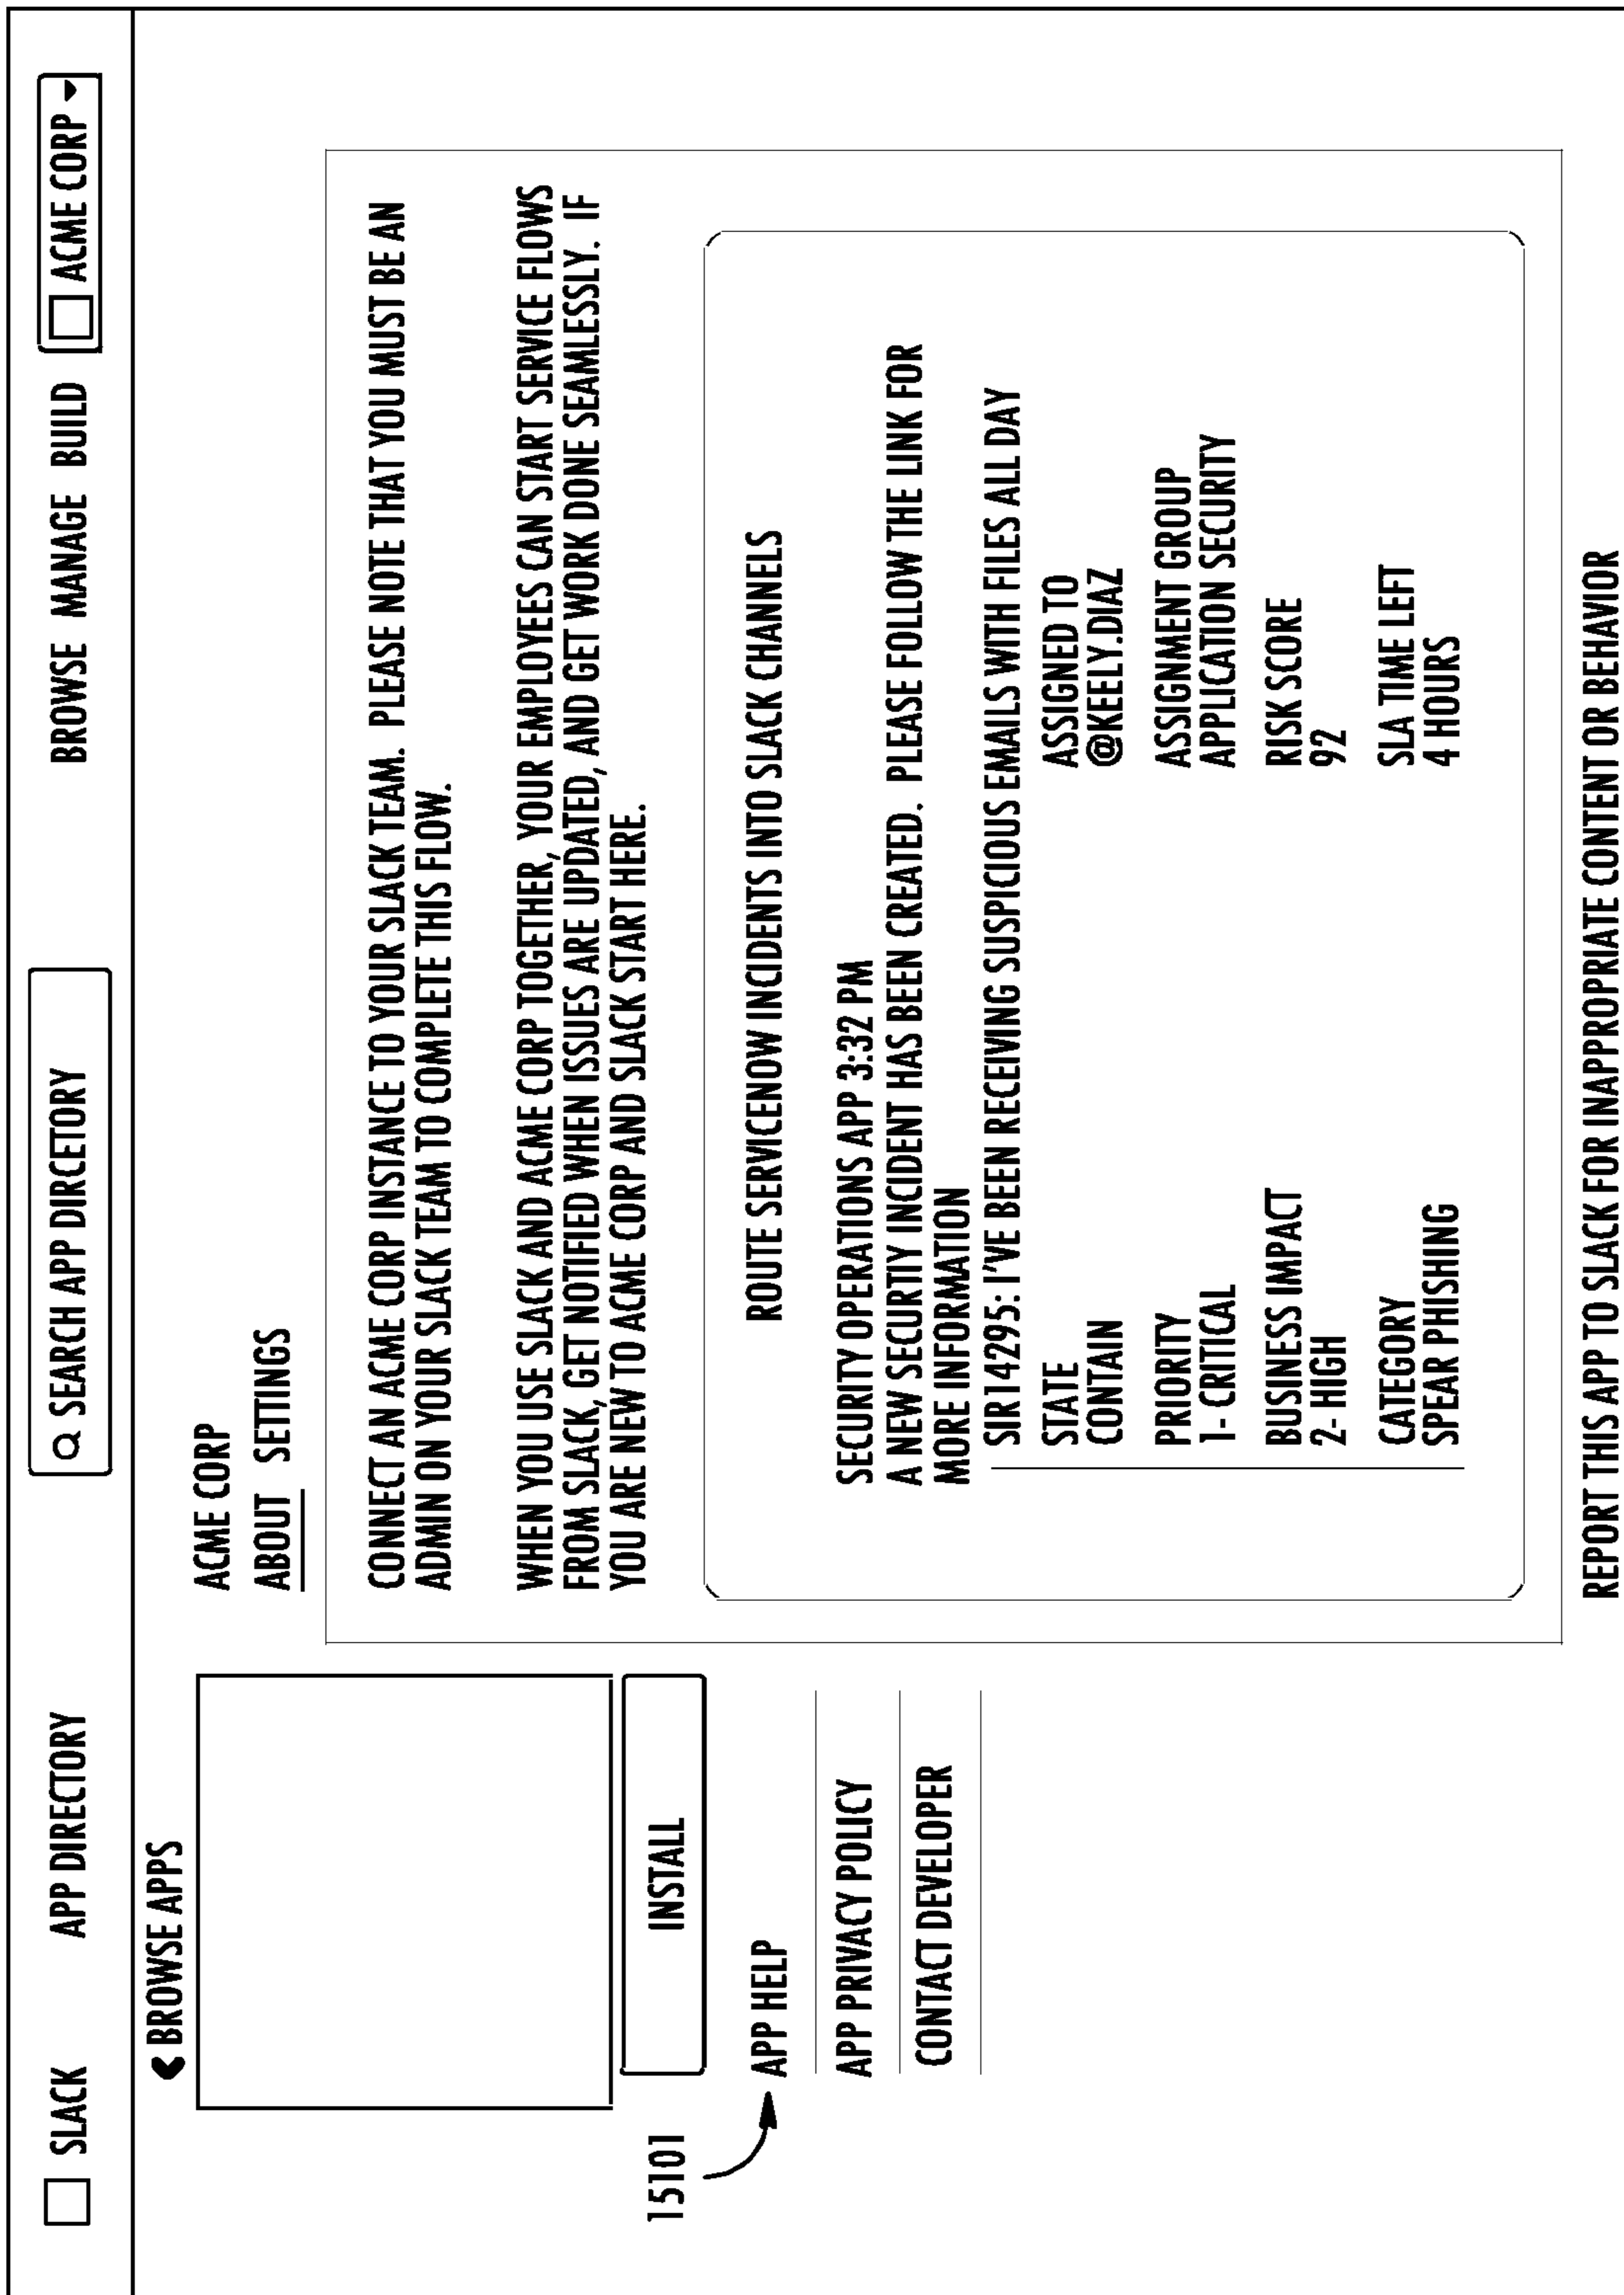 SLACK APP DIRECTORY SEARCH APP DIRCETORY BROWSE MANAGE BUILD ACME CORP
BROWSE APPS
INSTALL
15101
APP HELP
APP PRIVACY POLICY
CONTACT DEVELOPER
ACME CORP
ABOUT SETTINGS
CONNECT AN ACME CORP INSTANCE TO YOUR SLACK TEAM. PLEASE NOTE THAT YOU MUST BE AN
ADMIN ON YOUR SLACK TEAM TO COMPLETE THIS FLOW.
WHEN YOU USE SLACK AND ACME CORP TOGETHER, YOUR EMPLOYEES CAN START SERVICE FLOWS
FROM SLACK, GET NOTIFIED WHEN ISSUES ARE UPDATED, AND GET WORK DONE SEAMLESSLY. IF
YOU ARE NEW TO ACME CORP AND SLACK START HERE.
ROUTE SERVICENOW INCIDENTS INTO SLACK CHANNELS
SECURITY OPERATIONS APP 3:32 PM
A NEW SECURTIY INCIDENT HAS BEEN CREATED. PLEASE FOLLOW THE LINK FOR
MORE INFORMATION
SIR14295: I'VE BEEN RECEIVING SUSPICIOUS EMAILS WITH FILES ALL DAY
STATE ASSIGNED TO
CONTAIN @KEELY.DIAZ
PRIORITY ASSIGNMENT GROUP
1- CRITICAL APPLICATION SECURITY
BUSINESS IMPACT RISK SCORE
2- HIGH 92
CATEGORY SLA TIME LEFT
SPEAR PHISHING 4 HOURS
REPORT THIS APP TO SLACK FOR INAPPROPRIATE CONTENT OR BEHAVIOR